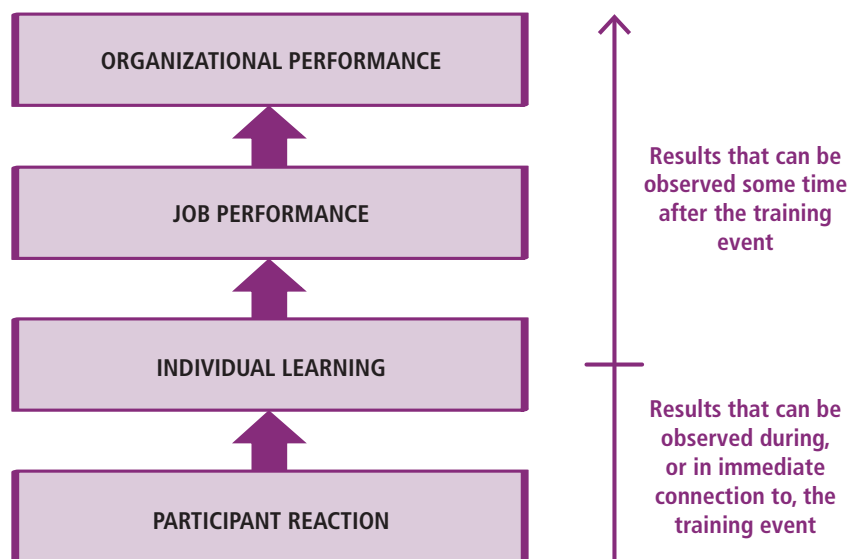 ORGANIZATIONAL PERFORMANCE
JOB PERFORMANCE
INDIVIDUAL LEARNING
PARTICIPANT REACTION
Results that can be
observed some time
after the training
event
Results that can be
observed during,
or in immediate
connection to, the
training event